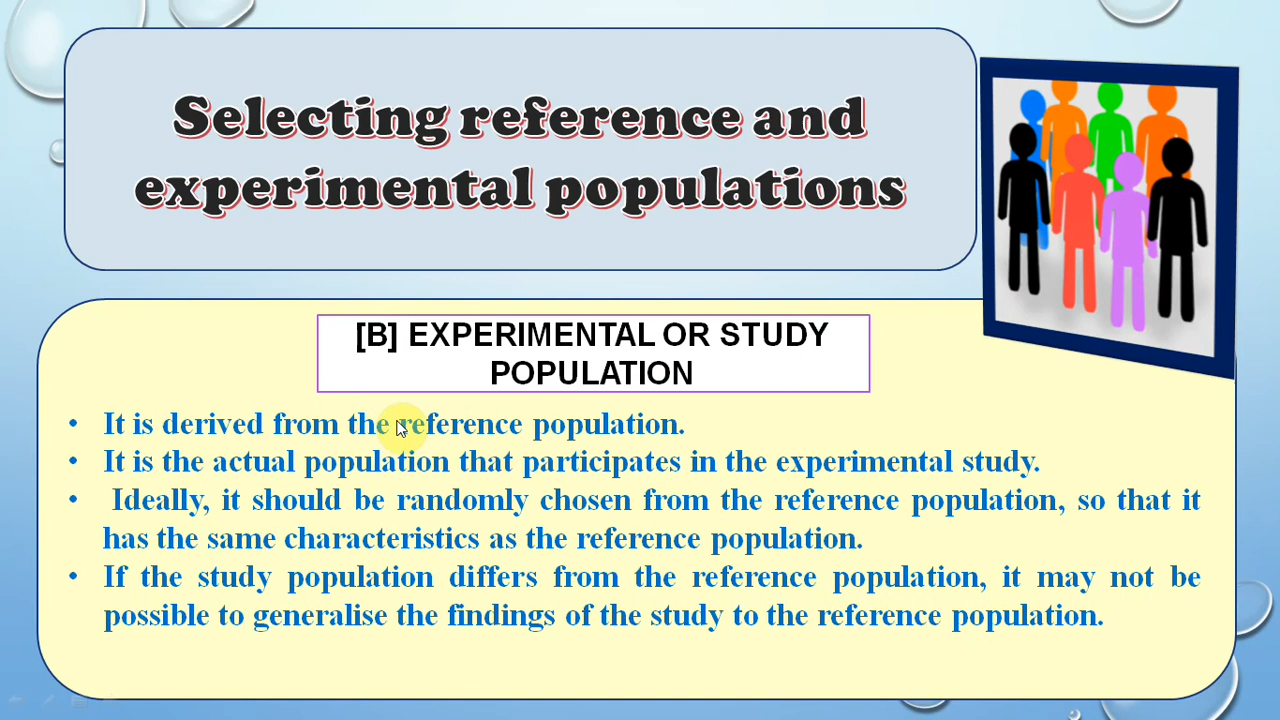 Selecting reference and
experimental populations
[B] EXPERIMENTAL OR STUDY
POPULATION
• It is derived from the reference population.
• It is the actual population that participates in the experimental study.
• Ideally, it should be randomly chosen from the reference population, so that it
has the same characteristics as the reference population.
• If the study population differs from the reference population, it may not be
possible to generalise the findings of the study to the reference population.